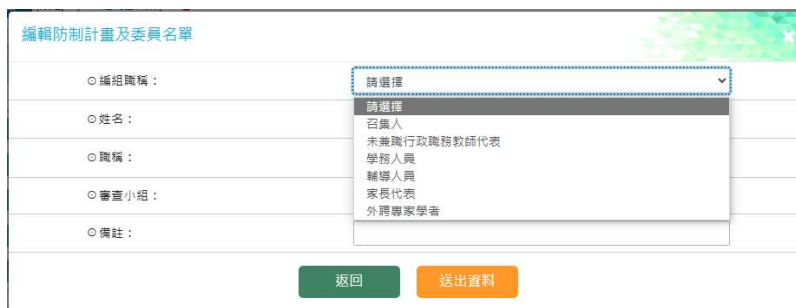 編輯防制計畫及委員名單
⊙編組職稱：
請選擇
請選擇
召集人
未兼職行政職務教師代表
學務人員
輔導人員
家長代表
外聘專家學者
⊙姓名：
⊙職稱：
⊙審查小組：
⊙備註：
返回
送出資料